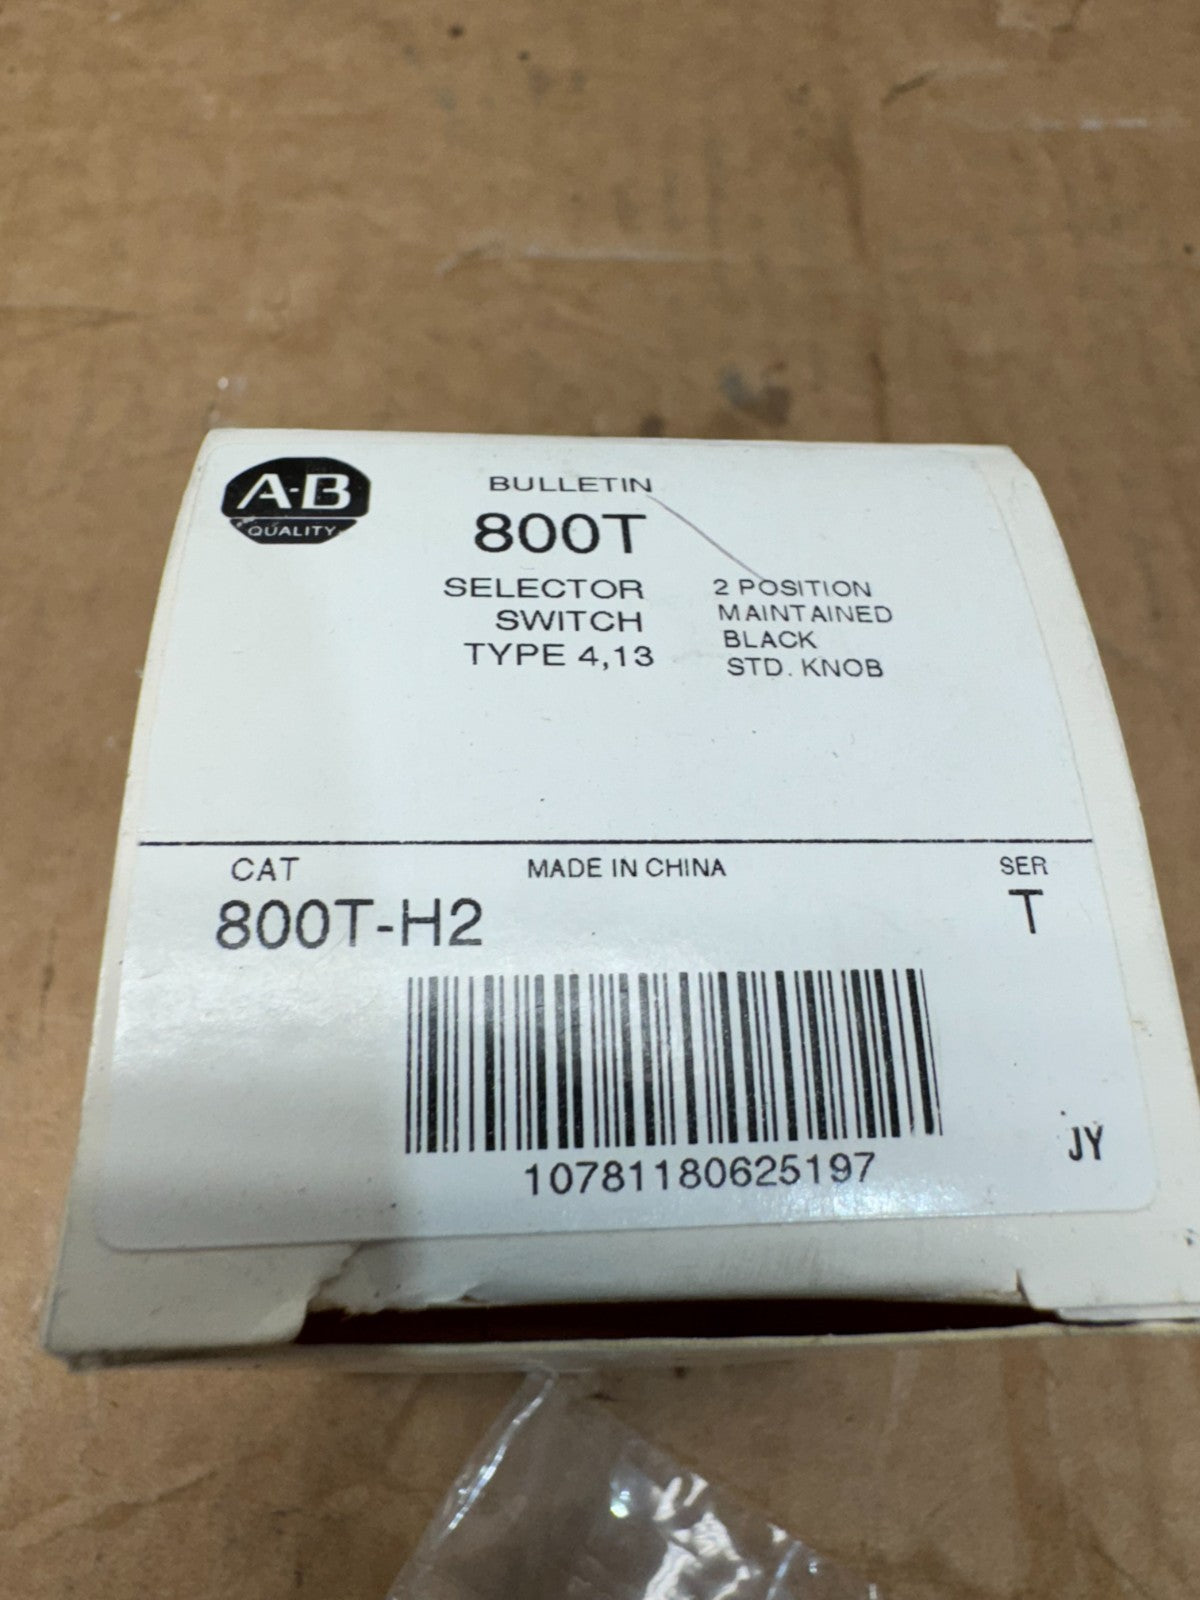 A-B
QUALITY
BULLETIN
800T
SELECTOR
SWITCH
TYPE 4,13
2 POSITION
MAINTAINED
BLACK
STD. KNOB
CAT
800T-H2
MADE IN CHINA
SER
T
10781180625197
JY